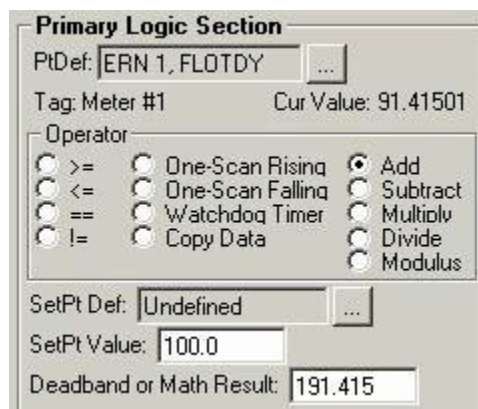 Primary Logic Section
PtDef: ERN 1, FLOTDY ...
Tag: Meter #1 Cur Value: 91.41501
Operator
>= One-Scan Rising Add
<= One-Scan Falling Subtract
== Watchdog Timer Multiply
!= Copy Data Divide
Modulus
SetPt Def: Undefined ...
SetPt Value: 100.0
Deadband or Math Result: 191.415